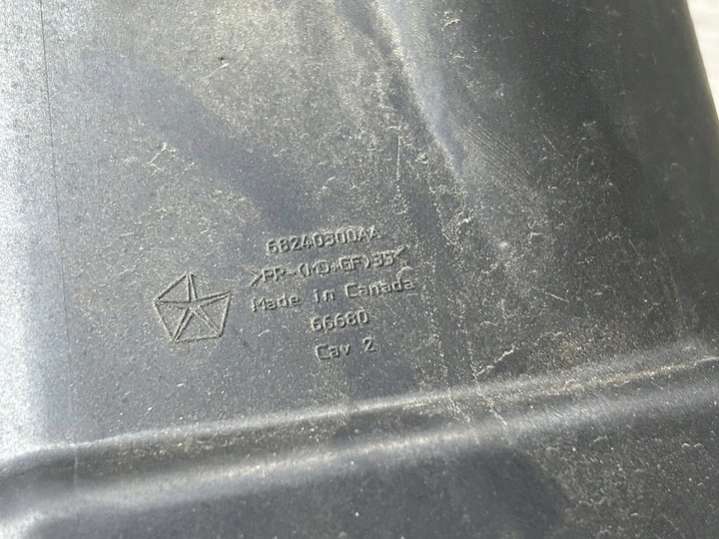 68240300AA
>PP-(MD+GF)35<
Made in Canada
66680
Cav 2